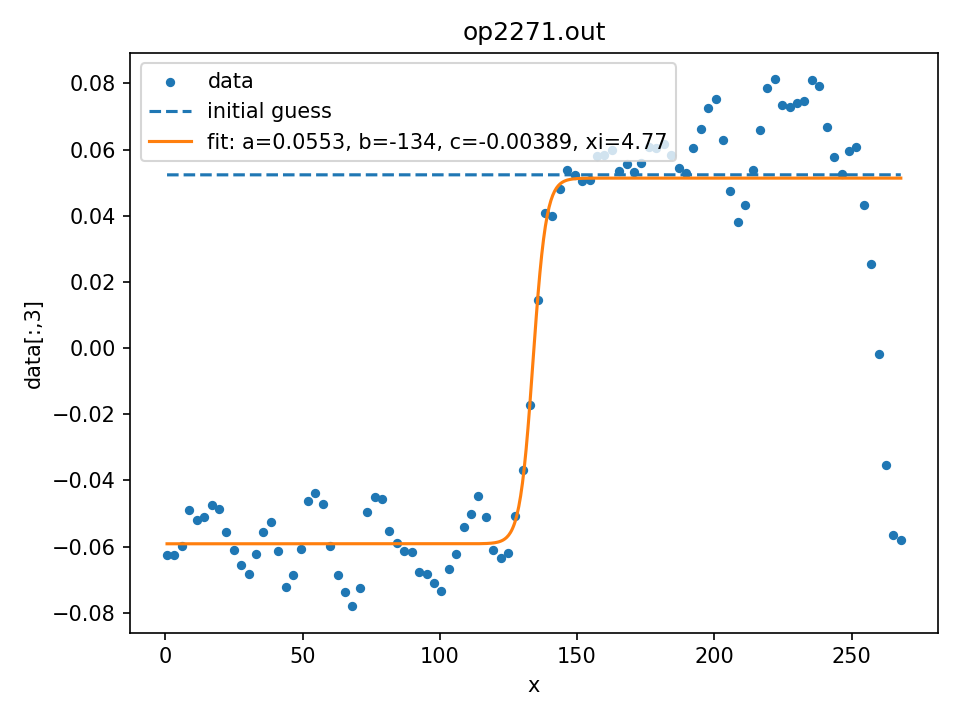 op2271.out
data
initial guess
fit: a=0.0553, b=-134, c=-0.00389, xi=4.77
data[:,3]
0.08
0.06
0.04
0.02
0.00
−0.02
−0.04
−0.06
−0.08
0 50 100 150 200 250
x